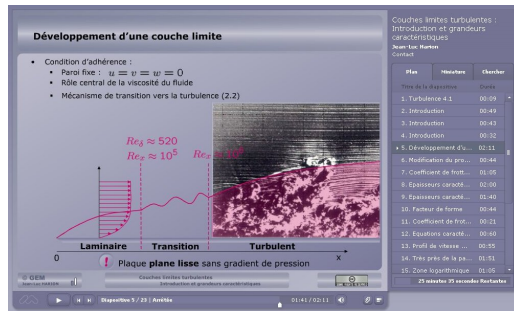 Développement d'une couche limite
• Condition d'adhérence :
• Paroi fixe : u = v = w = 0
• Rôle central de la viscosité du fluide
• Mécanisme de transition vers la turbulence (2.2)
Reδ ≈ 520
Rex ≈ 10⁵
Laminaire Transition Turbulent
0 x
! Plaque plane lisse sans gradient de pression
© GEM
Jean-Luc HARION
Couches limites turbulentes
Introduction et grandeurs caractéristiques
Diapositive 5 / 23 | Arrêtée
01:41 / 02:11
Couches limites turbulentes :
Introduction et grandeurs
caractéristiques
Jean-Luc Harion
Contact
Plan Miniature Chercher
Titre de la diapositive Durée
1. Turbulence 4.1 00:09
2. Introduction 00:49
3. Introduction 00:43
4. Introduction 00:32
5. Développement d'u... 02:11
6. Modification du pro... 00:44
7. Coefficient de frott... 01:05
8. Epaisseurs caracté... 02:00
9. Epaisseurs caracté... 01:40
10. Facteur de forme 00:44
11. Coefficient de frott... 00:21
12. Equations caracté... 00:60
13. Profil de vitesse ... 00:55
14. Très près de la pa... 01:51
15. Zone logarithmique 01:05
25 minutes 35 secondes Restantes